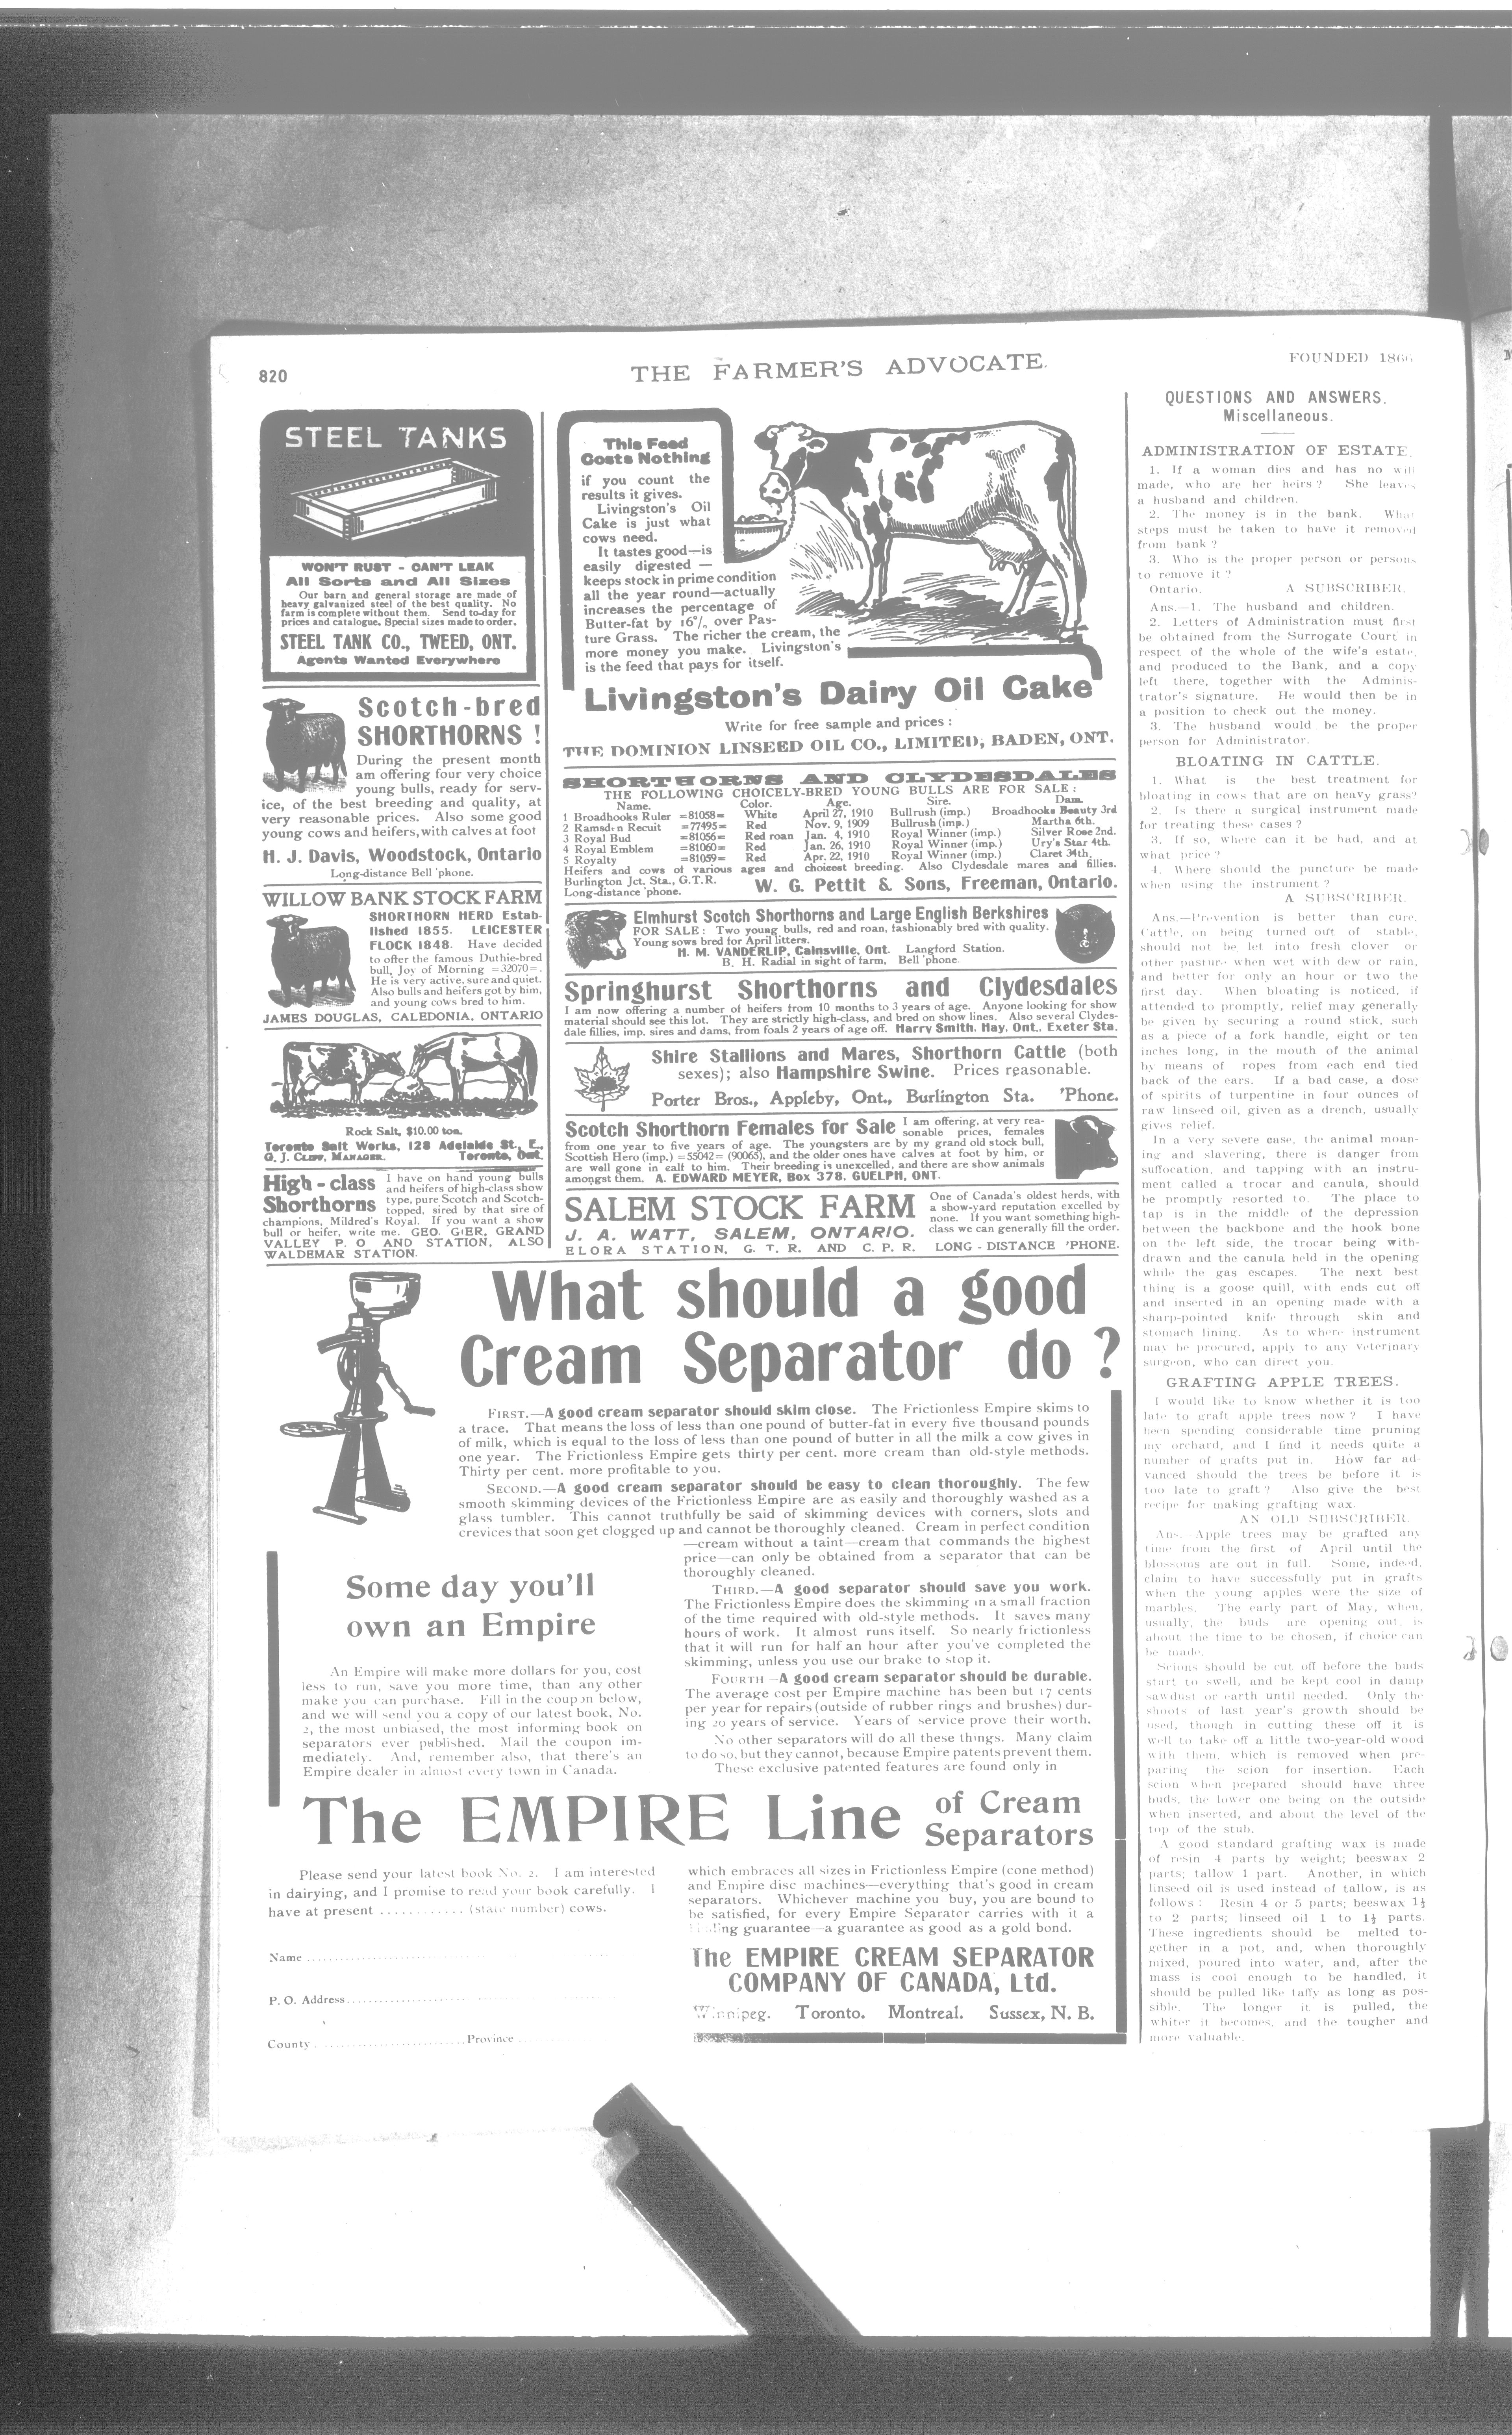 820
THE FARMER'S ADVOCATE.
FOUNDED 1866
STEEL TANKS
WON'T RUST - CAN'T LEAK
All Sorts and All Sizes
Our barn and general storage are made of
heavy galvanized steel of the best quality. No
farm is complete without them. Send to-day for
prices and catalogue. Special sizes made to order.
STEEL TANK CO., TWEED, ONT.
Agents Wanted Everywhere
Scotch-bred
SHORTHORNS !
During the present month
am offering four very choice
young bulls, ready for serv-
ice, of the best breeding and quality, at
very reasonable prices. Also some good
young cows and heifers, with calves at foot
H. J. Davis, Woodstock, Ontario
Long-distance Bell 'phone.
WILLOW BANK STOCK FARM
SHORTHORN HERD Estab-
lished 1855. LEICESTER
FLOCK 1848. Have decided
to offer the famous Duthie-bred
bull, Joy of Morning =32070=.
He is very active, sure and quiet.
Also bulls and heifers got by him,
and young cows bred to him.
JAMES DOUGLAS, CALEDONIA, ONTARIO
Rock Salt, $10.00 ton.
Toronto Salt Works, 128 Adelaide St., E.,
G. J. CLIFF, MANAGER. Toronto, Ont.
High-class
Shorthorns
I have on hand young bulls
and heifers of high-class show
type, pure Scotch and Scotch-
topped, sired by that sire of
champions, Mildred's Royal. If you want a show
bull or heifer, write me. GEO. GIER, GRAND
VALLEY P. O AND STATION, ALSO
WALDEMAR STATION.
This Feed
Costs Nothing
if you count the
results it gives.
Livingston's Oil
Cake is just what
cows need.
It tastes good—is
easily digested —
keeps stock in prime condition
all the year round—actually
increases the percentage of
Butter-fat by 16% over Pas-
ture Grass. The richer the cream, the
more money you make. Livingston's
is the feed that pays for itself.
Livingston's Dairy Oil Cake
Write for free sample and prices :
THE DOMINION LINSEED OIL CO., LIMITED, BADEN, ONT.
SHORTHORNS AND CLYDESDALES
THE FOLLOWING CHOICELY-BRED YOUNG BULLS ARE FOR SALE :
Name. Color. Age. Sire. Dam.
1 Broadhooks Ruler =81058= White April 27, 1910 Bullrush (imp.) Broadhooks Beauty 3rd
2 Ramsden Recruit =77495= Red Nov. 9, 1909 Bullrush (imp.) Martha 6th.
3 Royal Bud =81056= Red roan Jan. 4, 1910 Royal Winner (imp.) Silver Rose 2nd.
4 Royal Emblem =81060= Red Jan. 26, 1910 Royal Winner (imp.) Ury's Star 4th.
5 Royalty =81059= Red Apr. 22, 1910 Royal Winner (imp.) Claret 34th.
Heifers and cows of various ages and choicest breeding. Also Clydesdale mares and fillies.
Burlington Jct. Sta., G.T.R.
Long-distance 'phone.
W. G. Pettit & Sons, Freeman, Ontario.
Elmhurst Scotch Shorthorns and Large English Berkshires
FOR SALE: Two young bulls, red and roan, fashionably bred with quality.
Young sows bred for April litters.
H. M. VANDERLIP, Cainsville, Ont. Langford Station.
B. H. Radial in sight of farm, Bell 'phone.
Springhurst Shorthorns and Clydesdales
I am now offering a number of heifers from 10 months to 3 years of age. Anyone looking for show
material should see this lot. They are strictly high-class, and bred on show lines. Also several Clydes-
dale fillies, imp. sires and dams, from foals 2 years of age off. Harry Smith, Hay, Ont., Exeter Sta.
Shire Stallions and Mares, Shorthorn Cattle (both
sexes); also Hampshire Swine. Prices reasonable.
Porter Bros., Appleby, Ont., Burlington Sta. 'Phone.
Scotch Shorthorn Females for Sale
I am offering, at very rea-
sonable prices, females
from one year to five years of age. The youngsters are by my grand old stock bull,
Scottish Hero (imp.) =55042= (90065), and the older ones have calves at foot by him, or
are well gone in calf to him. Their breeding is unexcelled, and there are show animals
amongst them. A. EDWARD MEYER, Box 378, GUELPH, ONT.
SALEM STOCK FARM
J. A. WATT, SALEM, ONTARIO.
One of Canada's oldest herds, with
a show-yard reputation excelled by
none. If you want something high-
class we can generally fill the order.
ELORA STATION, G. T. R. AND C. P. R. LONG-DISTANCE 'PHONE.
What should a good
Cream Separator do ?
FIRST.—A good cream separator should skim close. The Frictionless Empire skims to
a trace. That means the loss of less than one pound of butter-fat in every five thousand pounds
of milk, which is equal to the loss of less than one pound of butter in all the milk a cow gives in
one year. The Frictionless Empire gets thirty per cent. more cream than old-style methods.
Thirty per cent. more profitable to you.
SECOND.—A good cream separator should be easy to clean thoroughly. The few
smooth skimming devices of the Frictionless Empire are as easily and thoroughly washed as a
glass tumbler. This cannot truthfully be said of skimming devices with corners, slots and
crevices that soon get clogged up and cannot be thoroughly cleaned. Cream in perfect condition
—cream without a taint—cream that commands the highest
price—can only be obtained from a separator that can be
thoroughly cleaned.
THIRD.—A good separator should save you work.
The Frictionless Empire does the skimming in a small fraction
of the time required with old-style methods. It saves many
hours of work. It almost runs itself. So nearly frictionless
that it will run for half an hour after you've completed the
skimming, unless you use our brake to stop it.
FOURTH—A good cream separator should be durable.
The average cost per Empire machine has been but 17 cents
per year for repairs (outside of rubber rings and brushes) dur-
ing 20 years of service. Years of service prove their worth.
No other separators will do all these things. Many claim
to do so, but they cannot, because Empire patents prevent them.
These exclusive patented features are found only in
Some day you'll
own an Empire
An Empire will make more dollars for you, cost
less to run, save you more time, than any other
make you can purchase. Fill in the coupon below,
and we will send you a copy of our latest book, No.
2, the most unbiased, the most informing book on
separators ever published. Mail the coupon im-
mediately. And, remember also, that there's an
Empire dealer in almost every town in Canada.
The EMPIRE Line of Cream
Separators
Please send your latest book No. 2. I am interested
in dairying, and I promise to read your book carefully. I
have at present ............ (state number) cows.
Name
P. O. Address
County Province
which embraces all sizes in Frictionless Empire (cone method)
and Empire disc machines—everything that's good in cream
separators. Whichever machine you buy, you are bound to
be satisfied, for every Empire Separator carries with it a
binding guarantee—a guarantee as good as a gold bond.
The EMPIRE CREAM SEPARATOR
COMPANY OF CANADA, Ltd.
Winnipeg. Toronto. Montreal. Sussex, N. B.
QUESTIONS AND ANSWERS.
Miscellaneous.
ADMINISTRATION OF ESTATE.
1. If a woman dies and has no will
made, who are her heirs ? She leaves
a husband and children.
2. The money is in the bank. What
steps must be taken to have it removed
from bank ?
3. Who is the proper person or persons
to remove it ?
Ontario. A SUBSCRIBER.
Ans.—1. The husband and children.
2. Letters of Administration must first
be obtained from the Surrogate Court in
respect of the whole of the wife's estate,
and produced to the Bank, and a copy
left there, together with the Adminis-
trator's signature. He would then be in
a position to check out the money.
3. The husband would be the proper
person for Administrator.
BLOATING IN CATTLE.
1. What is the best treatment for
bloating in cows that are on heavy grass?
2. Is there a surgical instrument made
for treating these cases ?
3. If so, where can it be had, and at
what price ?
4. Where should the puncture be made
when using the instrument ?
A SUBSCRIBER.
Ans.—Prevention is better than cure.
Cattle, on being turned out of stable,
should not be let into fresh clover or
other pasture when wet with dew or rain,
and better for only an hour or two the
first day. When bloating is noticed, if
attended to promptly, relief may generally
be given by securing a round stick, such
as a piece of a fork handle, eight or ten
inches long, in the mouth of the animal
by means of ropes from each end tied
back of the ears. If a bad case, a dose
of spirits of turpentine in four ounces of
raw linseed oil, given as a drench, usually
gives relief.
In a very severe case, the animal moan-
ing and slavering, there is danger from
suffocation, and tapping with an instru-
ment called a trocar and canula, should
be promptly resorted to. The place to
tap is in the middle of the depression
between the backbone and the hook bone
on the left side, the trocar being with-
drawn and the canula held in the opening
while the gas escapes. The next best
thing is a goose quill, with ends cut off
and inserted in an opening made with a
sharp-pointed knife through skin and
stomach lining. As to where instrument
may be procured, apply to any veterinary
surgeon, who can direct you.
GRAFTING APPLE TREES.
I would like to know whether it is too
late to graft apple trees now ? I have
been spending considerable time pruning
my orchard, and I find it needs quite a
number of grafts put in. How far ad-
vanced should the trees be before it is
too late to graft ? Also give the best
recipe for making grafting wax.
AN OLD SUBSCRIBER.
Ans.—Apple trees may be grafted any
time from the first of April until the
blossoms are out in full. Some, indeed,
claim to have successfully put in grafts
when the young apples were the size of
marbles. The early part of May, when,
usually, the buds are opening out, is
about the time to be chosen, if choice can
be made.
Scions should be cut off before the buds
start to swell, and be kept cool in damp
sawdust or earth until needed. Only the
shoots of last year's growth should be
used, though in cutting these off it is
well to take off a little two-year-old wood
with them, which is removed when pre-
paring the scion for insertion. Each
scion when prepared should have three
buds, the lower one being on the outside
when inserted, and about the level of the
top of the stub.
A good standard grafting wax is made
of resin 4 parts by weight; beeswax 2
parts; tallow 1 part. Another, in which
linseed oil is used instead of tallow, is as
follows : Resin 4 or 5 parts; beeswax 1½
to 2 parts; linseed oil 1 to 1½ parts.
These ingredients should be melted to-
gether in a pot, and, when thoroughly
mixed, poured into water, and, after the
mass is cool enough to be handled, it
should be pulled like taffy as long as pos-
sible. The longer it is pulled, the
whiter it becomes, and the tougher and
more valuable.